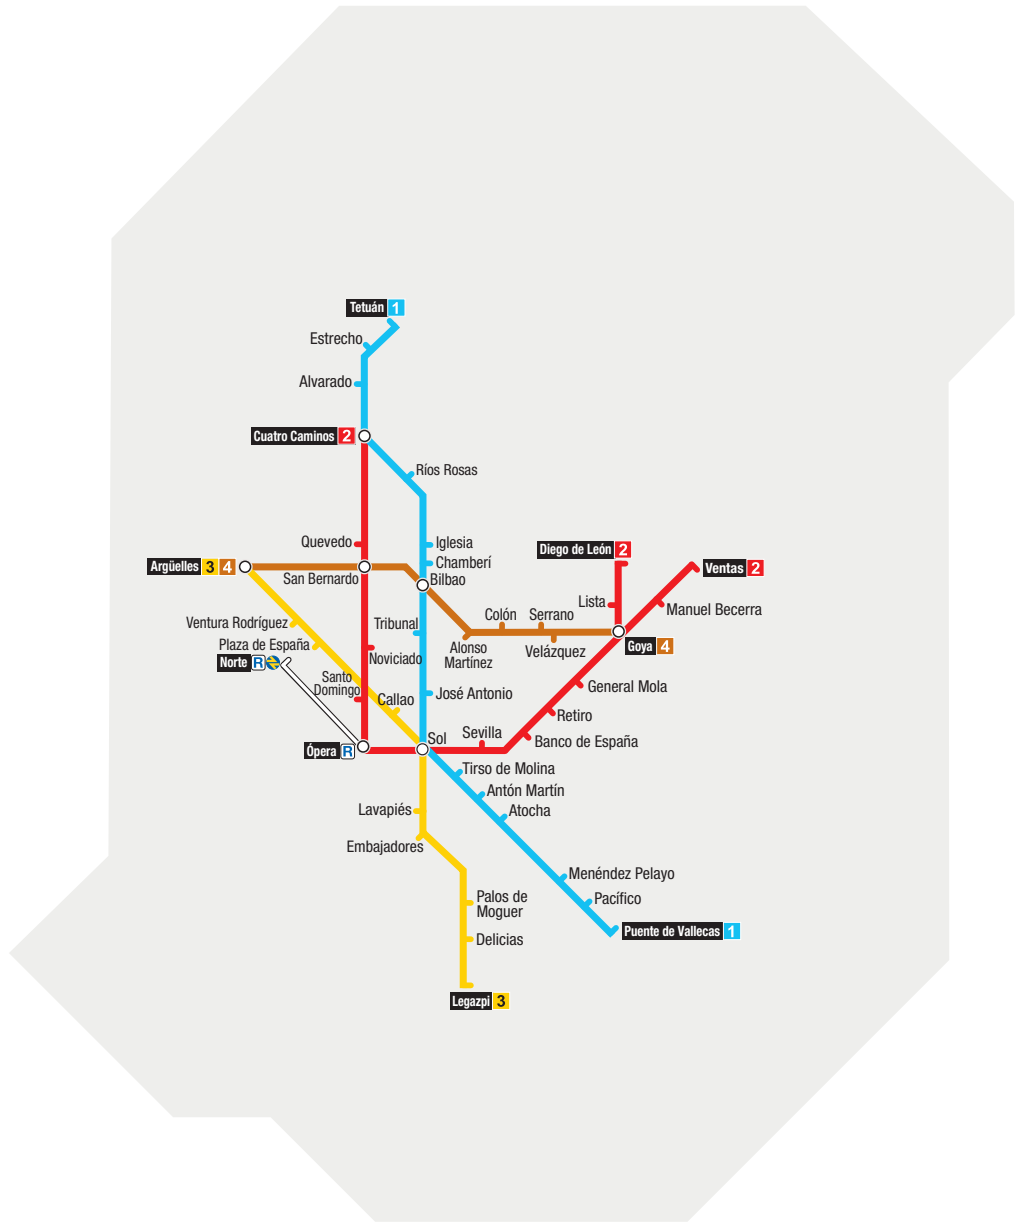 Tetuán 1
Estrecho
Alvarado
Cuatro Caminos 2
Ríos Rosas
Quevedo
Iglesia
Diego de León 2
Chamberí
Argüelles 3 4
Ventas 2
San Bernardo
Bilbao
Lista
Manuel Becerra
Colón
Serrano
Ventura Rodríguez
Tribunal
Plaza de España
Alonso
Martínez
Velázquez
Goya 4
Norte R
Noviciado
Santo
Domingo
Callao
José Antonio
General Mola
Retiro
Sol
Sevilla
Banco de España
Ópera R
Tirso de Molina
Antón Martín
Lavapiés
Atocha
Embajadores
Menéndez Pelayo
Palos de
Moguer
Pacífico
Puente de Vallecas 1
Delicias
Legazpi 3